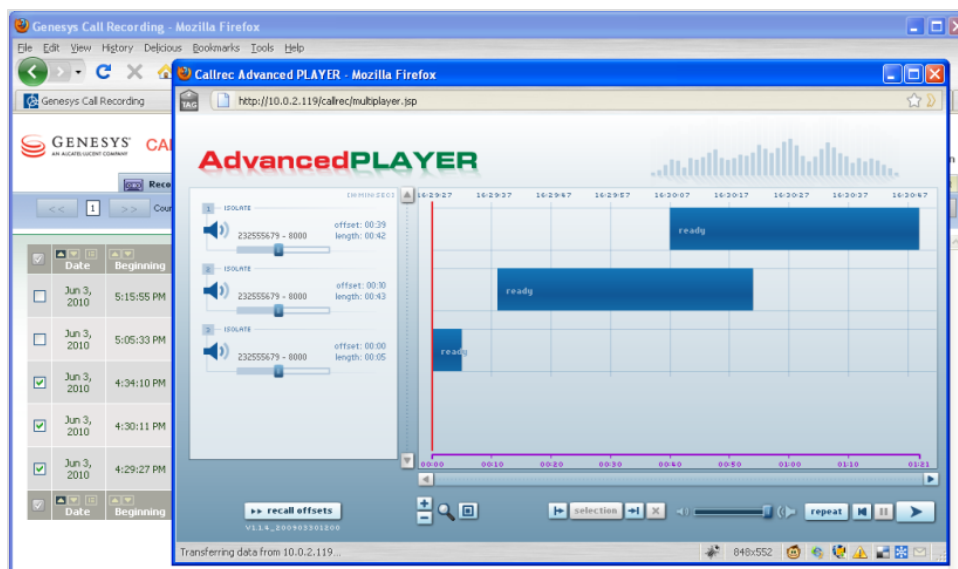 Genesys Call Recording - Mozilla Firefox
File Edit View History Delicious Bookmarks Tools Help
Genesys Call Recording
GENESYS
AN ALCATEL-LUCENT COMPANY
CAL
Reco
<< 1 >> Cour
Date Beginning
Jun 3, 2010 5:15:55 PM
Jun 3, 2010 5:05:33 PM
Jun 3, 2010 4:34:10 PM
Jun 3, 2010 4:30:11 PM
Jun 3, 2010 4:29:27 PM
Date Beginning
Callrec Advanced PLAYER - Mozilla Firefox
TAG http://10.0.2.119/callrec/multiplayer.jsp
AdvancedPLAYER
16:29:27 16:29:37 16:29:47 16:29:57 16:30:07 16:30:17 16:30:27 16:30:37 16:30:47
1 ISOLATE
232555679 - 8000
offset: 00:39
length: 00:42
ready
2 ISOLATE
232555679 - 8000
offset: 00:10
length: 00:43
ready
3 ISOLATE
232555679 - 8000
offset: 00:00
length: 00:05
ready
00:00 00:10 00:20 00:30 00:40 00:50 01:00 01:10 01:21
recall offsets
v1.1.4_200903301200
selection
repeat
Transferring data from 10.0.2.119...
848x552